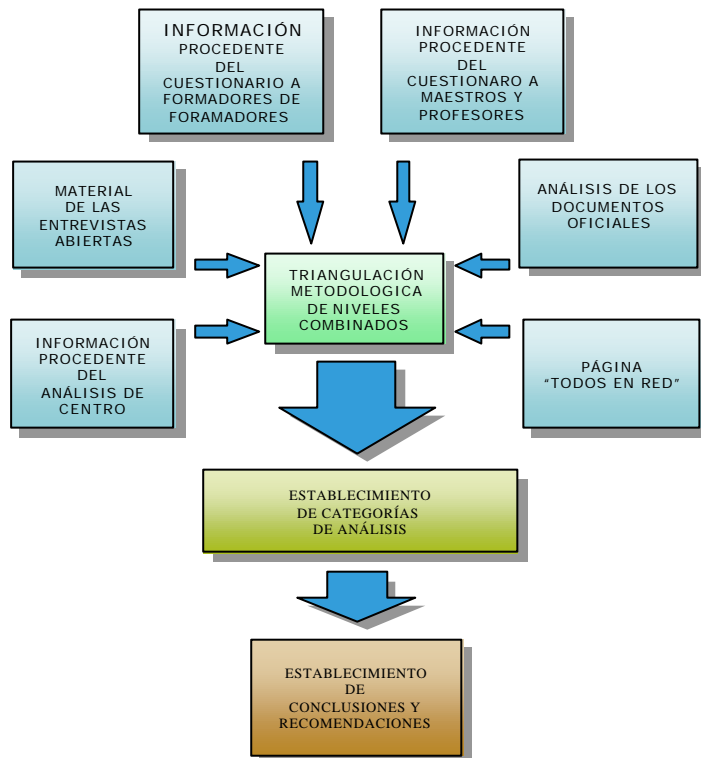 INFORMACIÓN
PROCEDENTE
DEL
CUESTIONARIO A
FORMADORES DE
FORAMADORES
INFORMACIÓN
PROCEDENTE
DEL
CUESTIONARO A
MAESTROS Y
PROFESORES
MATERIAL
DE LAS
ENTREVISTAS
ABIERTAS
ANÁLISIS DE LOS
DOCUMENTOS
OFICIALES
TRIANGULACIÓN
METODOLOGICA
DE NIVELES
COMBINADOS
INFORMACIÓN
PROCEDENTE
DEL
ANÁLISIS DE
CENTRO
PÁGINA
“TODOS EN RED”
ESTABLECIMIENTO
DE CATEGORÍAS
DE ANÁLISIS
ESTABLECIMIENTO
DE
CONCLUSIONES Y
RECOMENDACIONES